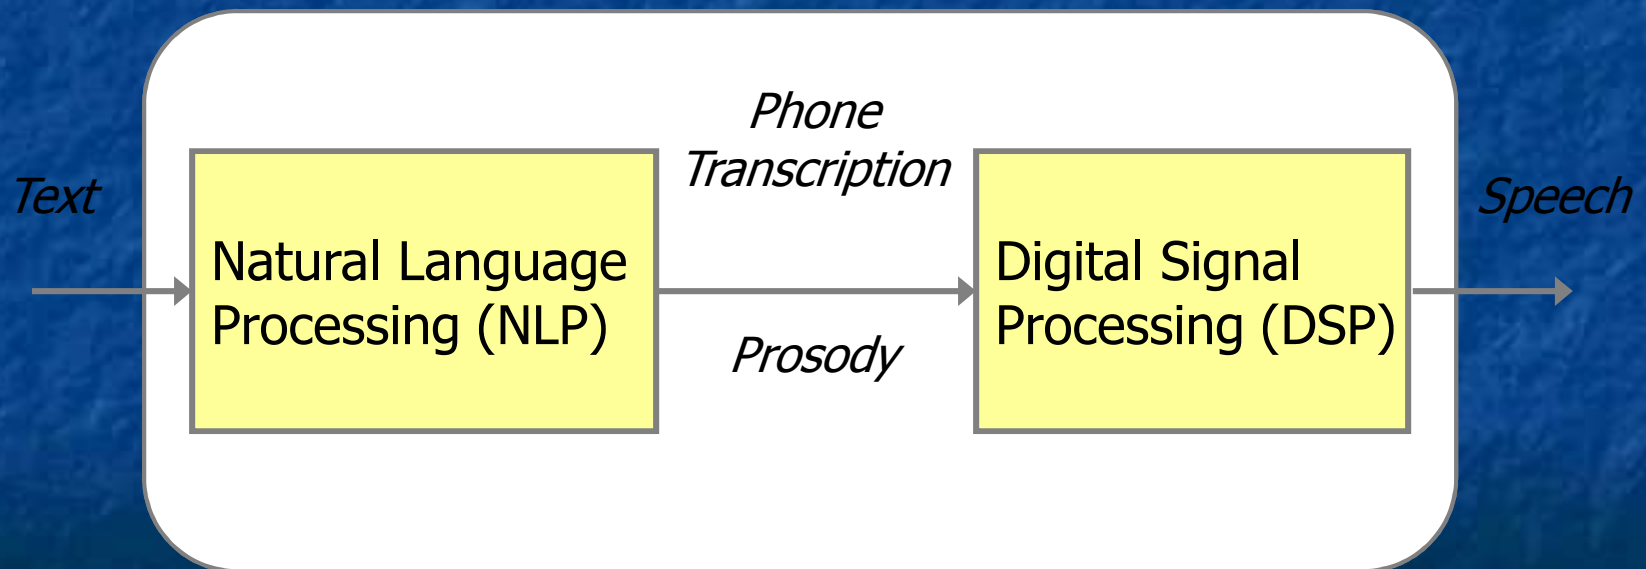 Text
Natural Language
Processing (NLP)
Phone
Transcription
Prosody
Digital Signal
Processing (DSP)
Speech